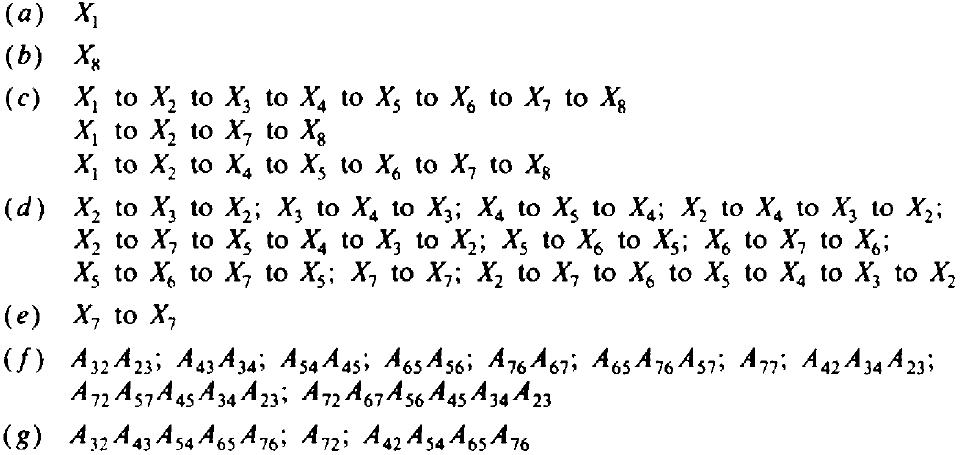 (a) X₁
(b) X₈
(c) X₁ to X₂ to X₃ to X₄ to X₅ to X₆ to X₇ to X₈
X₁ to X₂ to X₇ to X₈
X₁ to X₂ to X₄ to X₅ to X₆ to X₇ to X₈
(d) X₂ to X₃ to X₂; X₃ to X₄ to X₃; X₄ to X₅ to X₄; X₂ to X₄ to X₃ to X₂;
X₂ to X₇ to X₅ to X₄ to X₃ to X₂; X₅ to X₆ to X₅; X₆ to X₇ to X₆;
X₅ to X₆ to X₇ to X₅; X₇ to X₇; X₂ to X₇ to X₆ to X₅ to X₄ to X₃ to X₂
(e) X₇ to X₇
(f) A₃₂A₂₃; A₄₃A₃₄; A₅₄A₄₅; A₆₅A₅₆; A₇₆A₆₇; A₆₅A₇₆A₅₇; A₇₇; A₄₂A₃₄A₂₃;
A₇₂A₅₇A₄₅A₃₄A₂₃; A₇₂A₆₇A₅₆A₄₅A₃₄A₂₃
(g) A₃₂A₄₃A₅₄A₆₅A₇₆; A₇₂; A₄₂A₅₄A₆₅A₇₆